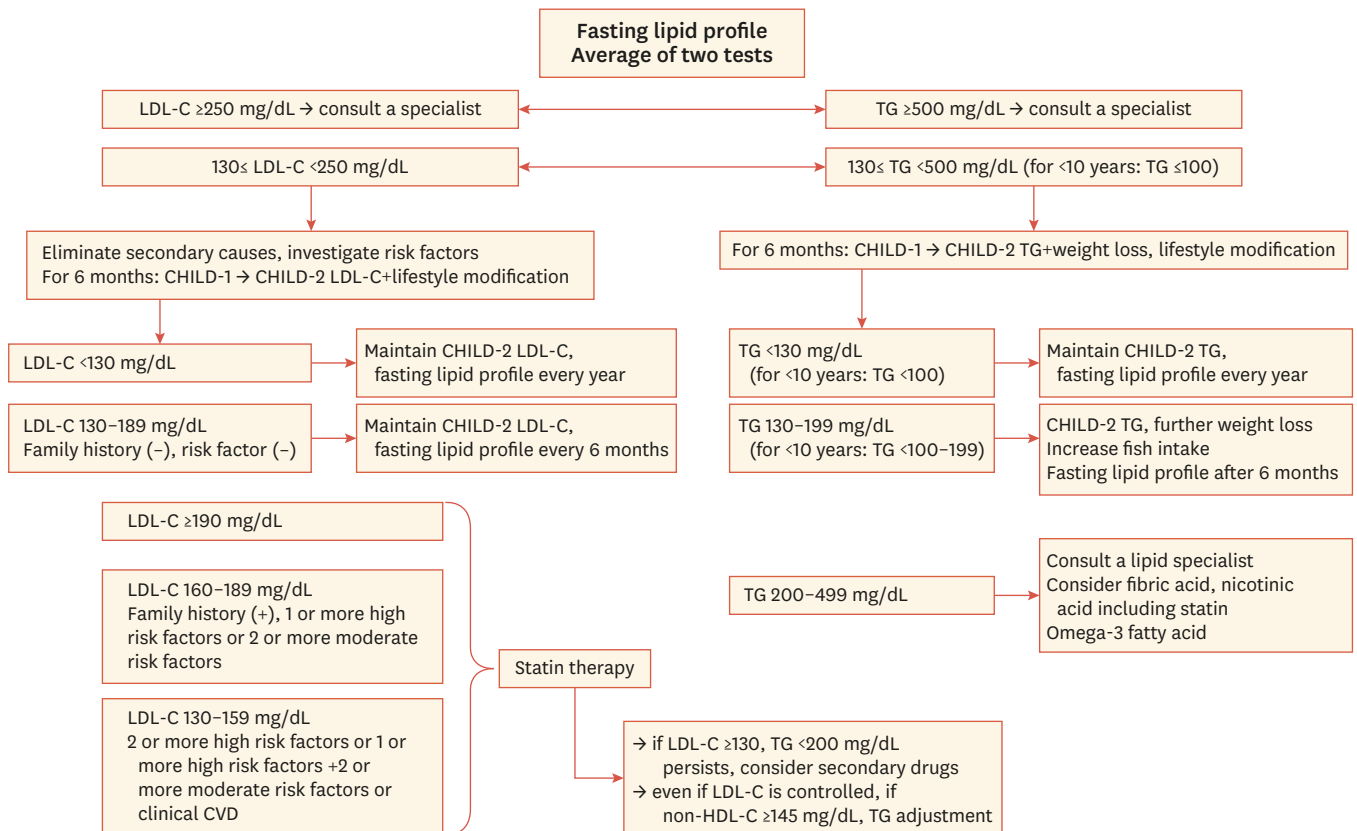 Fasting lipid profile
Average of two tests
LDL-C ≥250 mg/dL → consult a specialist
TG ≥500 mg/dL → consult a specialist
130≤ LDL-C <250 mg/dL
130≤ TG <500 mg/dL (for <10 years: TG ≤100)
Eliminate secondary causes, investigate risk factors
For 6 months: CHILD-1 → CHILD-2 LDL-C+lifestyle modification
For 6 months: CHILD-1 → CHILD-2 TG+weight loss, lifestyle modification
LDL-C <130 mg/dL
Maintain CHILD-2 LDL-C,
fasting lipid profile every year
TG <130 mg/dL
(for <10 years: TG <100)
Maintain CHILD-2 TG,
fasting lipid profile every year
LDL-C 130–189 mg/dL
Family history (–), risk factor (–)
Maintain CHILD-2 LDL-C,
fasting lipid profile every 6 months
TG 130–199 mg/dL
(for <10 years: TG <100–199)
CHILD-2 TG, further weight loss
Increase fish intake
Fasting lipid profile after 6 months
LDL-C ≥190 mg/dL
LDL-C 160–189 mg/dL
Family history (+), 1 or more high
risk factors or 2 or more moderate
risk factors
LDL-C 130–159 mg/dL
2 or more high risk factors or 1 or
more high risk factors +2 or
more moderate risk factors or
clinical CVD
Statin therapy
→ if LDL-C ≥130, TG <200 mg/dL
persists, consider secondary drugs
→ even if LDL-C is controlled, if
non-HDL-C ≥145 mg/dL, TG adjustment
TG 200–499 mg/dL
Consult a lipid specialist
Consider fibric acid, nicotinic
acid including statin
Omega-3 fatty acid